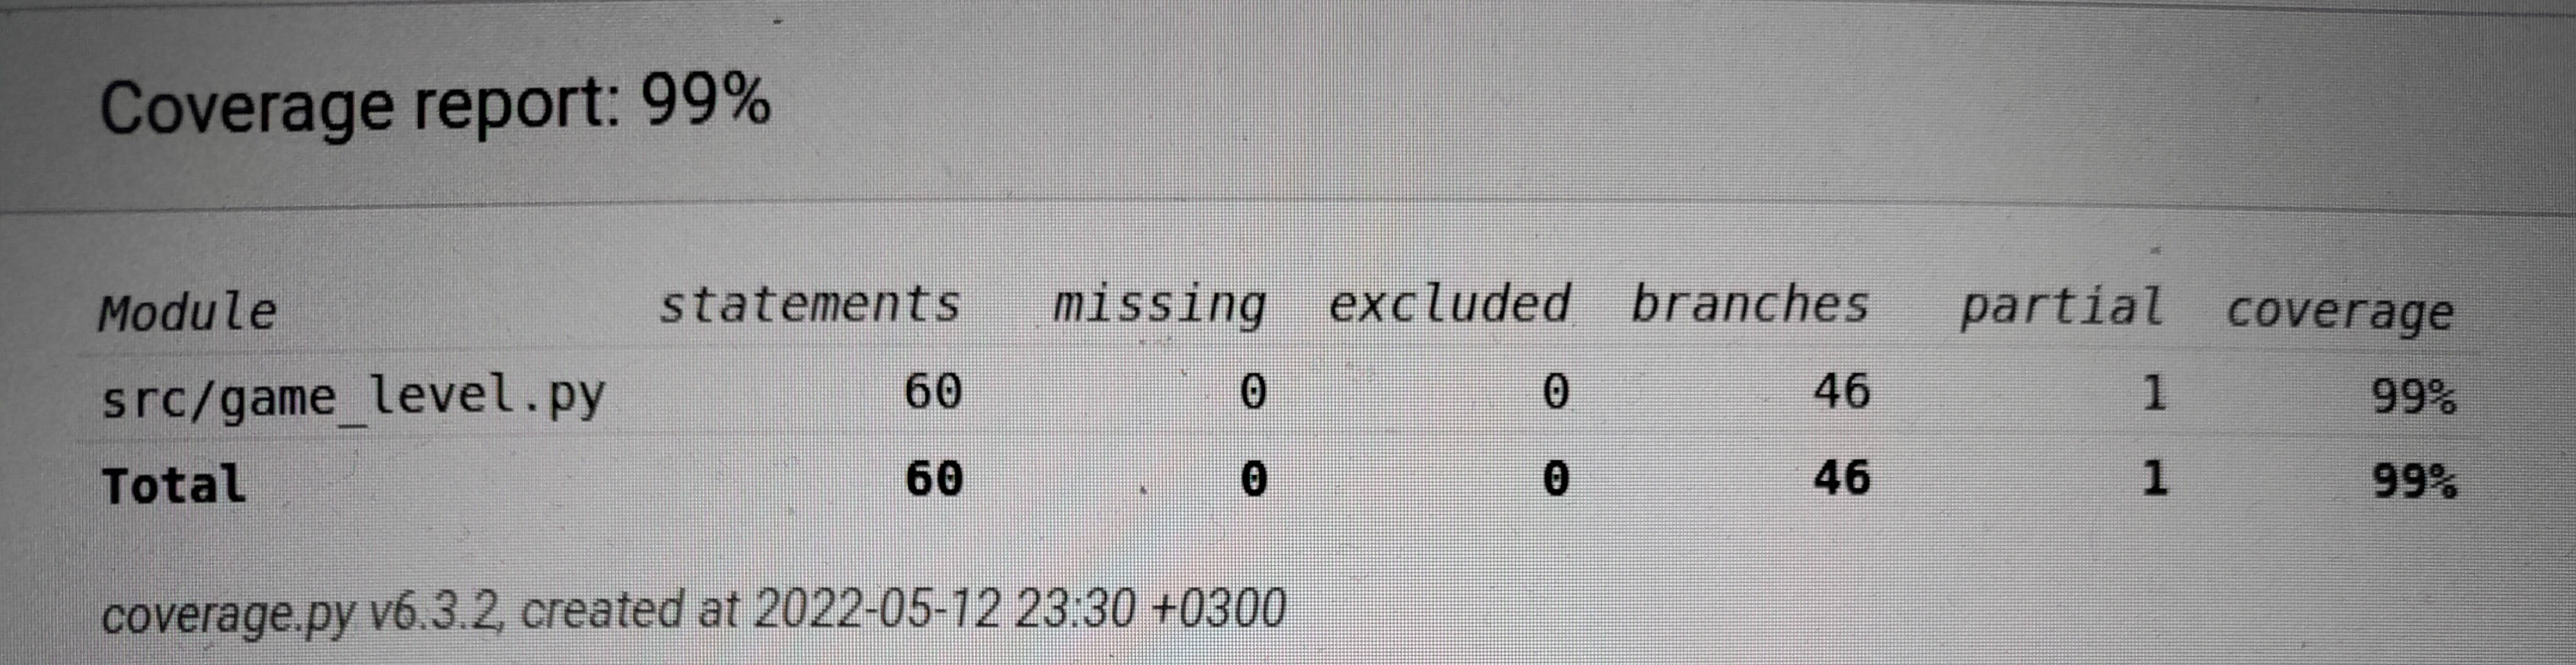 Coverage report: 99%
Module statements missing excluded branches partial coverage
src/game_level.py 60 0 0 46 1 99%
Total 60 0 0 46 1 99%
coverage.py v6.3.2, created at 2022-05-12 23:30 +0300